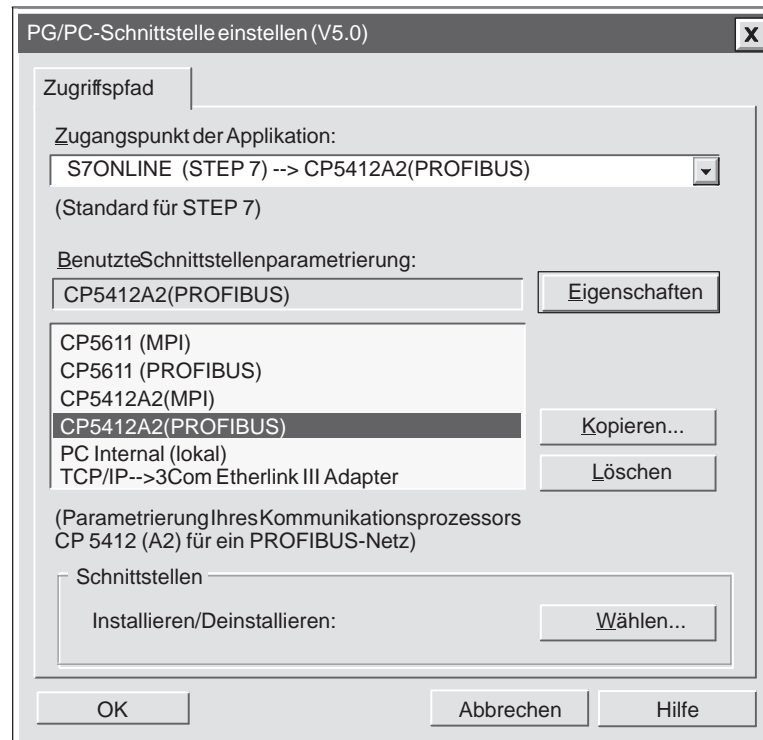 PG/PC-Schnittstelle einstellen (V5.0)
X
Zugriffspfad
Zugangspunkt der Applikation:
S7ONLINE (STEP 7) --> CP5412A2(PROFIBUS)
(Standard für STEP 7)
Benutzte Schnittstellenparametrierung:
CP5412A2(PROFIBUS)
Eigenschaften
CP5611 (MPI)
CP5611 (PROFIBUS)
CP5412A2(MPI)
CP5412A2(PROFIBUS)
PC Internal (lokal)
TCP/IP-->3Com Etherlink III Adapter
Kopieren...
Löschen
(Parametrierung Ihres Kommunikationsprozessors
CP 5412 (A2) für ein PROFIBUS-Netz)
Schnittstellen
Installieren/Deinstallieren:
Wählen...
OK
Abbrechen
Hilfe